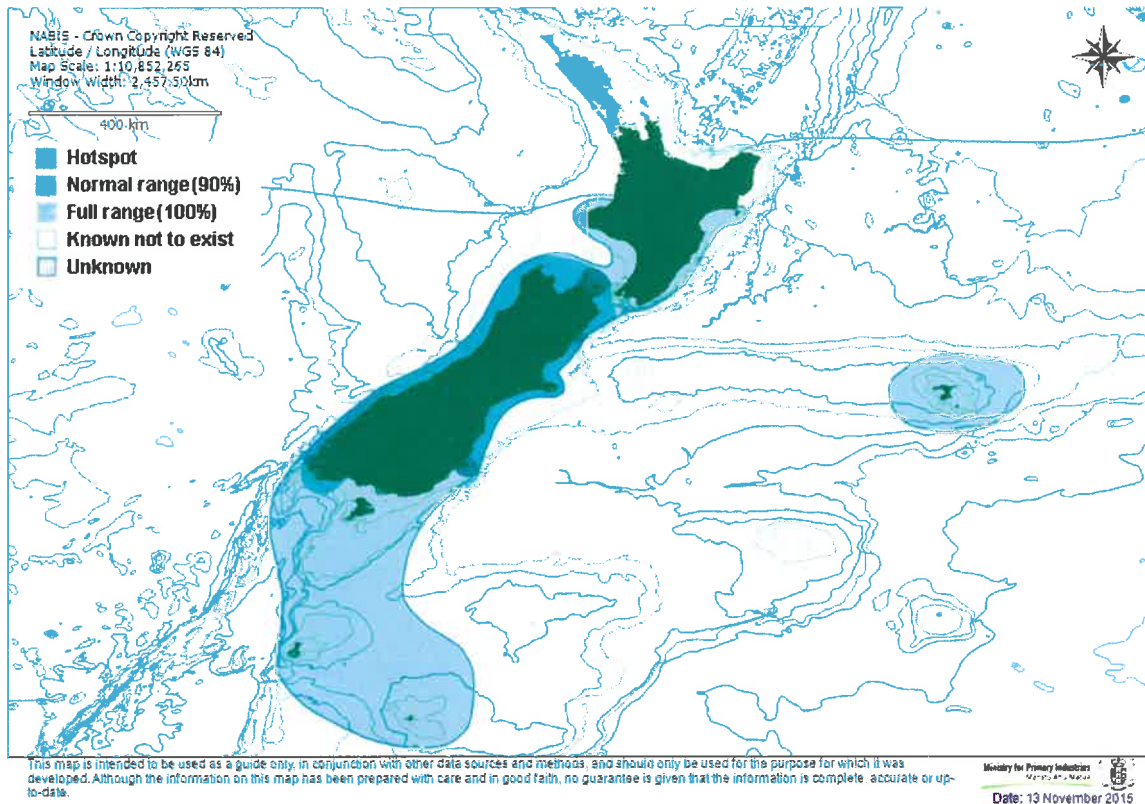 NABIS - Crown Copyright Reserved
Latitude / Longitude (WGS 84)
Map Scale: 1:10,852,265
Window Width: 2,457.50km
400 km
Hotspot
Normal range(90%)
Full range(100%)
Known not to exist
Unknown
This map is intended to be used as a guide only, in conjunction with other data sources and methods, and should only be used for the purpose for which it was
developed. Although the information on this map has been prepared with care and in good faith, no guarantee is given that the information is complete, accurate or up-
to-date.
Ministry for Primary Industries
Manatū Ahu Matua
Date: 13 November 2015